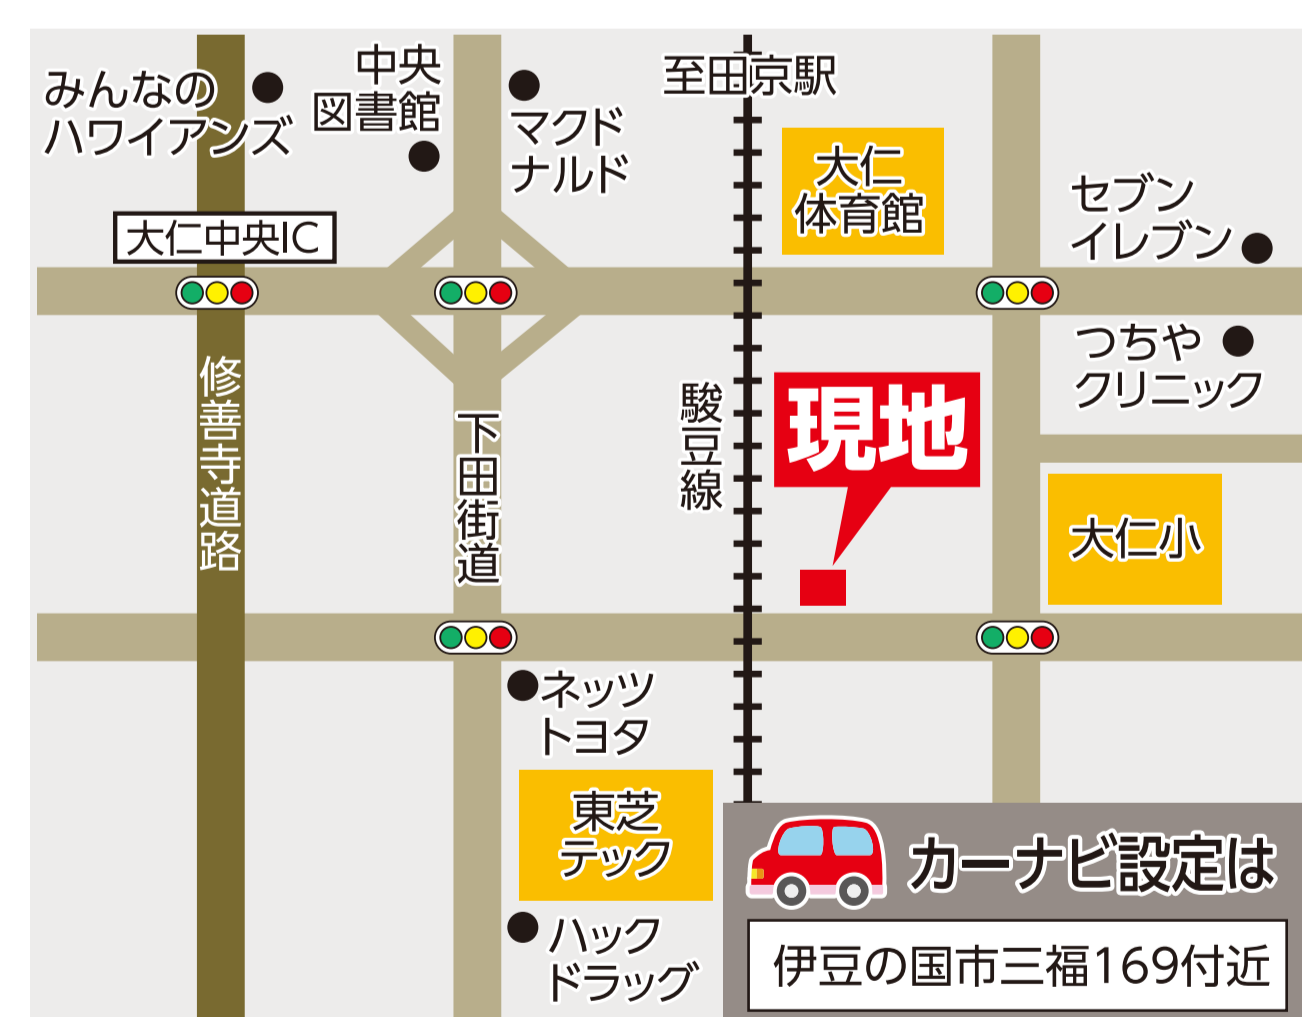 みんなの
ハワイアンズ
中央
図書館
マクド
ナルド
至田京駅
大仁
体育館
セブン
イレブン
大仁中央IC
つちや
クリニック
修善寺道路
下田街道
駿豆線
現地
大仁小
ネッツ
トヨタ
東芝
テック
ハック
ドラッグ
カーナビ設定は
伊豆の国市三福169付近